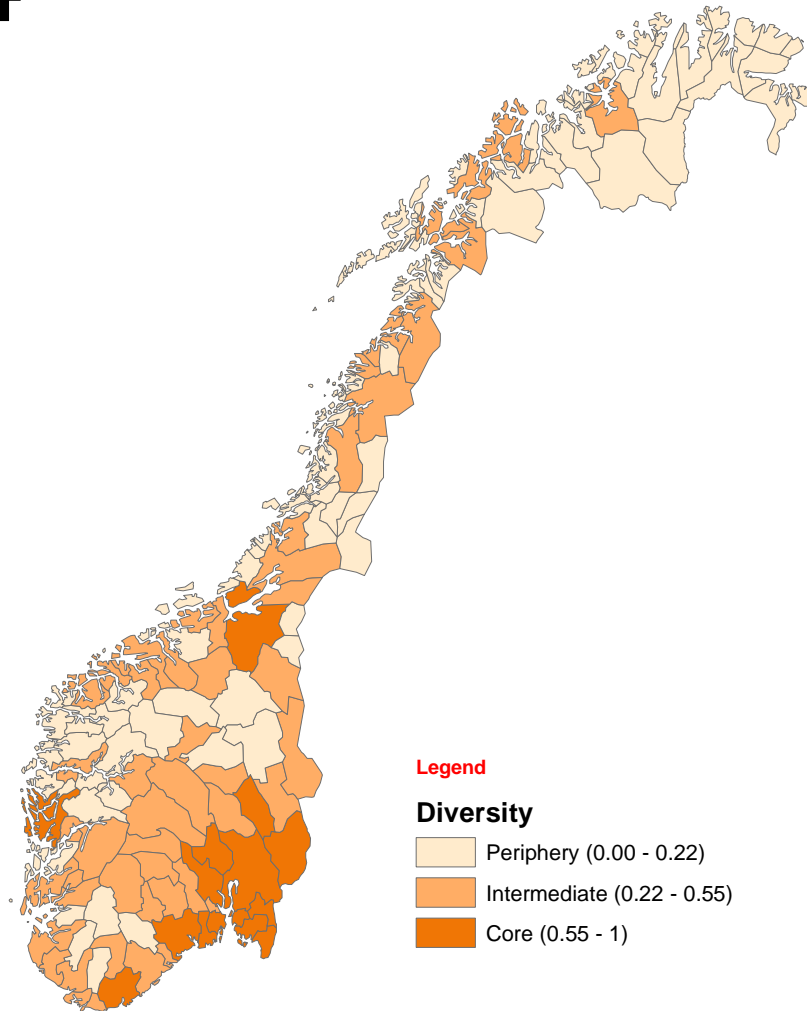 Legend
Diversity
Periphery (0.00 - 0.22)
Intermediate (0.22 - 0.55)
Core (0.55 - 1)